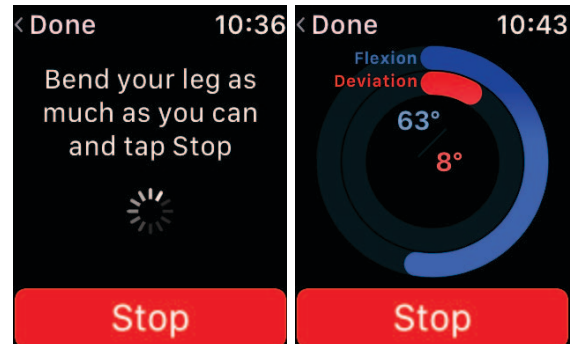 < Done 10:36
Bend your leg as
much as you can
and tap Stop
Stop
< Done 10:43
Flexion
Deviation
63°
8°
Stop